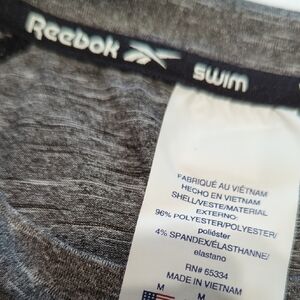 Reebok SWIM
FABRIQUÉ AU VIÊTNAM
HECHO EN VIETNAM
SHELL/VESTE/MATERIAL
EXTERNO:
96% POLYESTER/POLYESTER/
poliéster
4% SPANDEX/ÉLASTHANNE/
elastano
RN# 65334
MADE IN VIETNAM
M M